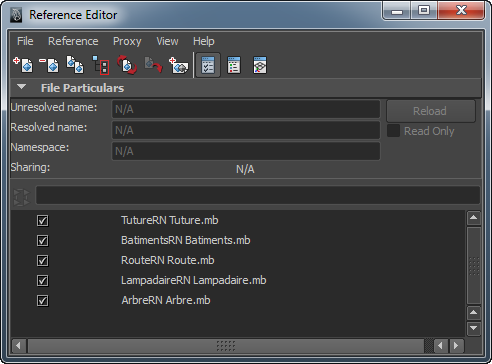 Reference Editor
File Reference Proxy View Help
File Particulars
Unresolved name: N/A Reload
Resolved name: N/A Read Only
Namespace: N/A
Sharing: N/A
TutureRN Tuture.mb
BatimentsRN Batiments.mb
RouteRN Route.mb
LampadaireRN Lampadaire.mb
ArbreRN Arbre.mb